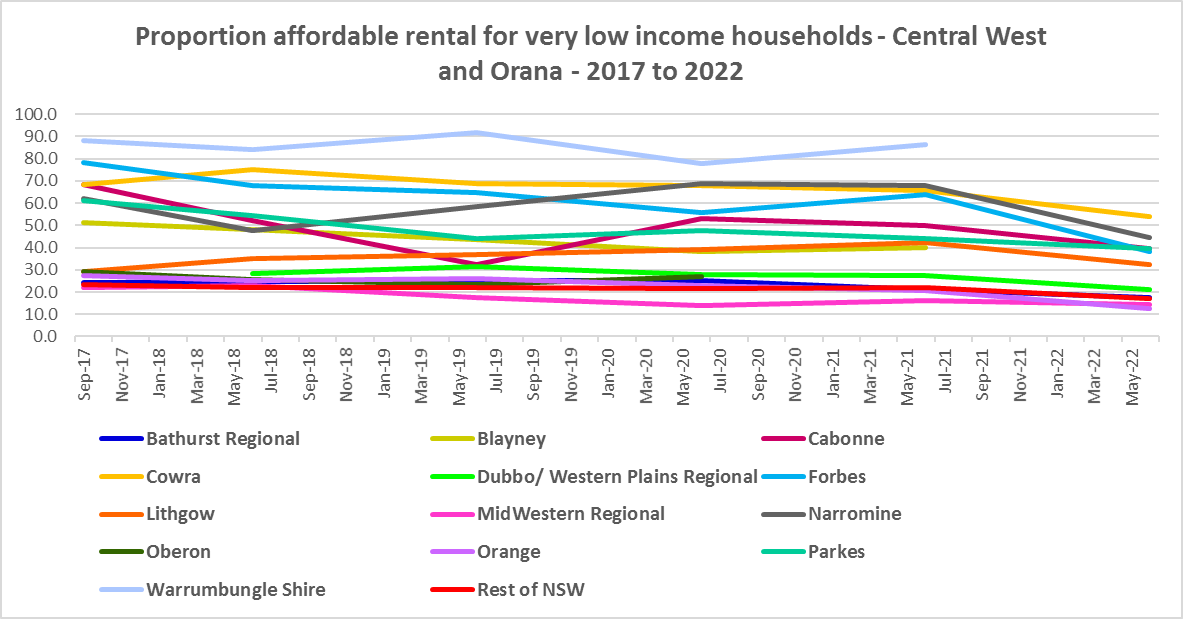 Proportion affordable rental for very low income households - Central West
and Orana - 2017 to 2022
100.0
90.0
80.0
70.0
60.0
50.0
40.0
30.0
20.0
10.0
0.0
Sep-17
Nov-17
Jan-18
Mar-18
May-18
Jul-18
Sep-18
Nov-18
Jan-19
Mar-19
May-19
Jul-19
Sep-19
Nov-19
Jan-20
Mar-20
May-20
Jul-20
Sep-20
Nov-20
Jan-21
Mar-21
May-21
Jul-21
Sep-21
Nov-21
Jan-22
Mar-22
May-22
Bathurst Regional
Blayney
Cabonne
Cowra
Dubbo/ Western Plains Regional
Forbes
Lithgow
MidWestern Regional
Narromine
Oberon
Orange
Parkes
Warrumbungle Shire
Rest of NSW